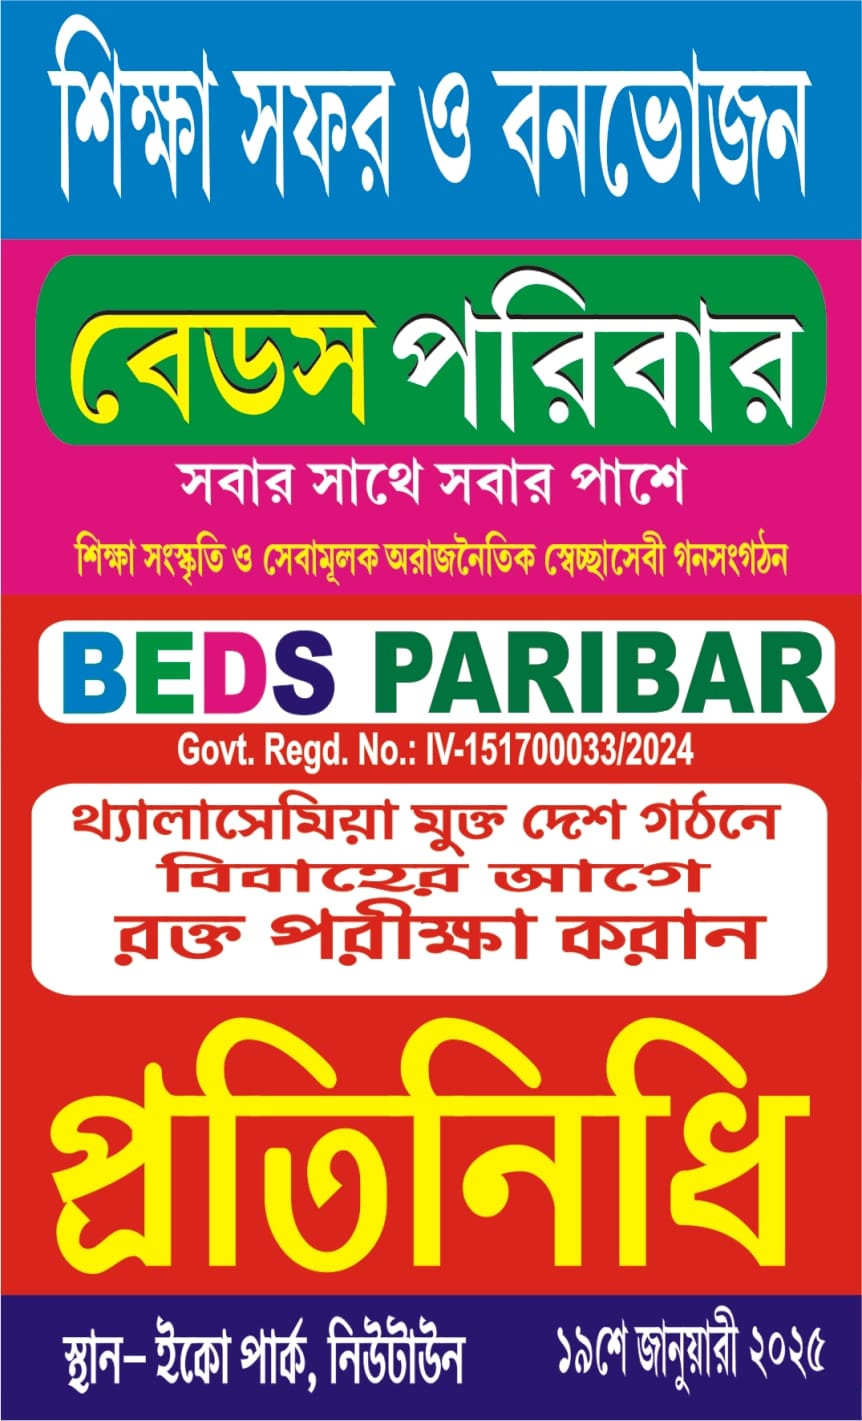 শিক্ষা সফর ও বনভোজন
বেডস পরিবার
সবার সাথে সবার পাশে
শিক্ষা সংস্কৃতি ও সেবামূলক অরাজনৈতিক স্বেচ্ছাসেবী গনসংগঠন
BEDS PARIBAR
Govt. Regd. No.: IV-151700033/2024
থ্যালাসেমিয়া মুক্ত দেশ গঠনে
বিবাহের আগে
রক্ত পরীক্ষা করান
প্রতিনিধি
স্থান– ইকো পার্ক, নিউটাউন
১৯শে জানুয়ারী ২০২৫